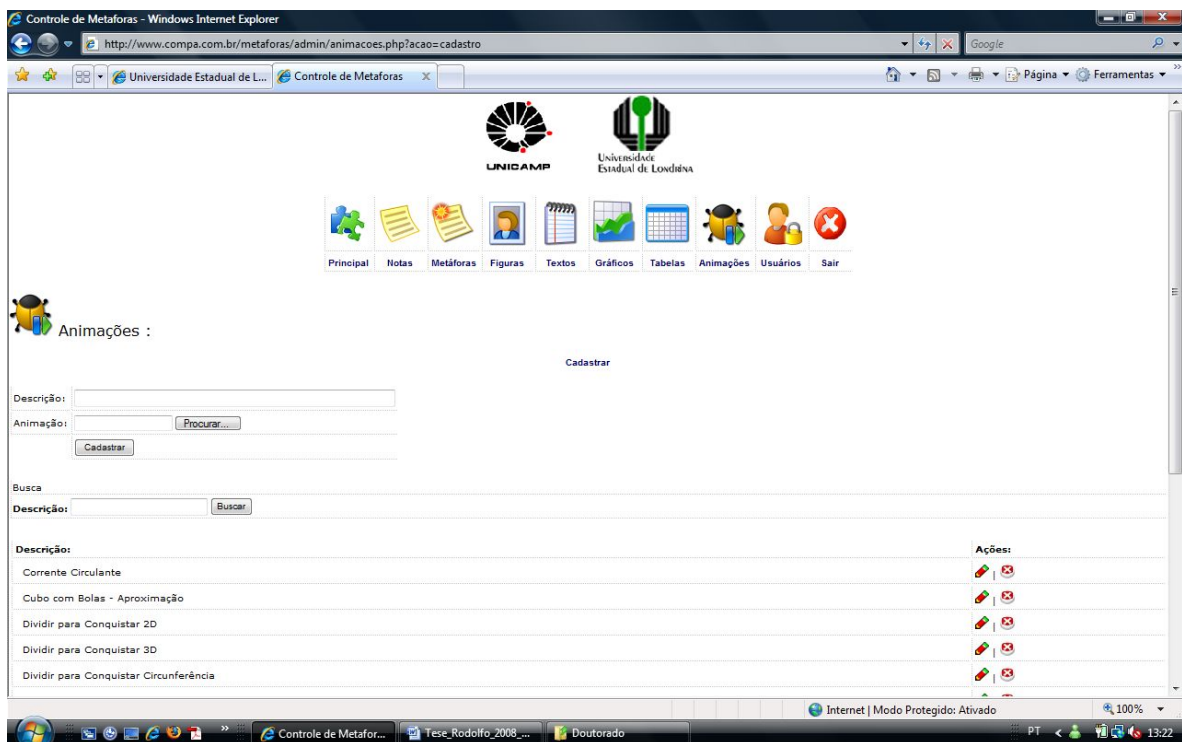 Controle de Metaforas - Windows Internet Explorer
http://www.compa.com.br/metaforas/admin/animacoes.php?acao=cadastro
Google
Universidade Estadual de L...
Controle de Metaforas
Página
Ferramentas
UNICAMP
Universidade
Estadual de Londrina
Principal Notas Metáforas Figuras Textos Gráficos Tabelas Animações Usuários Sair
Animações :
Cadastrar
Descrição:
Animação: Procurar...
Cadastrar
Busca
Descrição: Buscar
Descrição: Ações:
Corrente Circulante
Cubo com Bolas - Aproximação
Dividir para Conquistar 2D
Dividir para Conquistar 3D
Dividir para Conquistar Circunferência
Internet | Modo Protegido: Ativado 100%
Controle de Metafor... Tese_Rodolfo_2008_... Doutorado PT 13:22